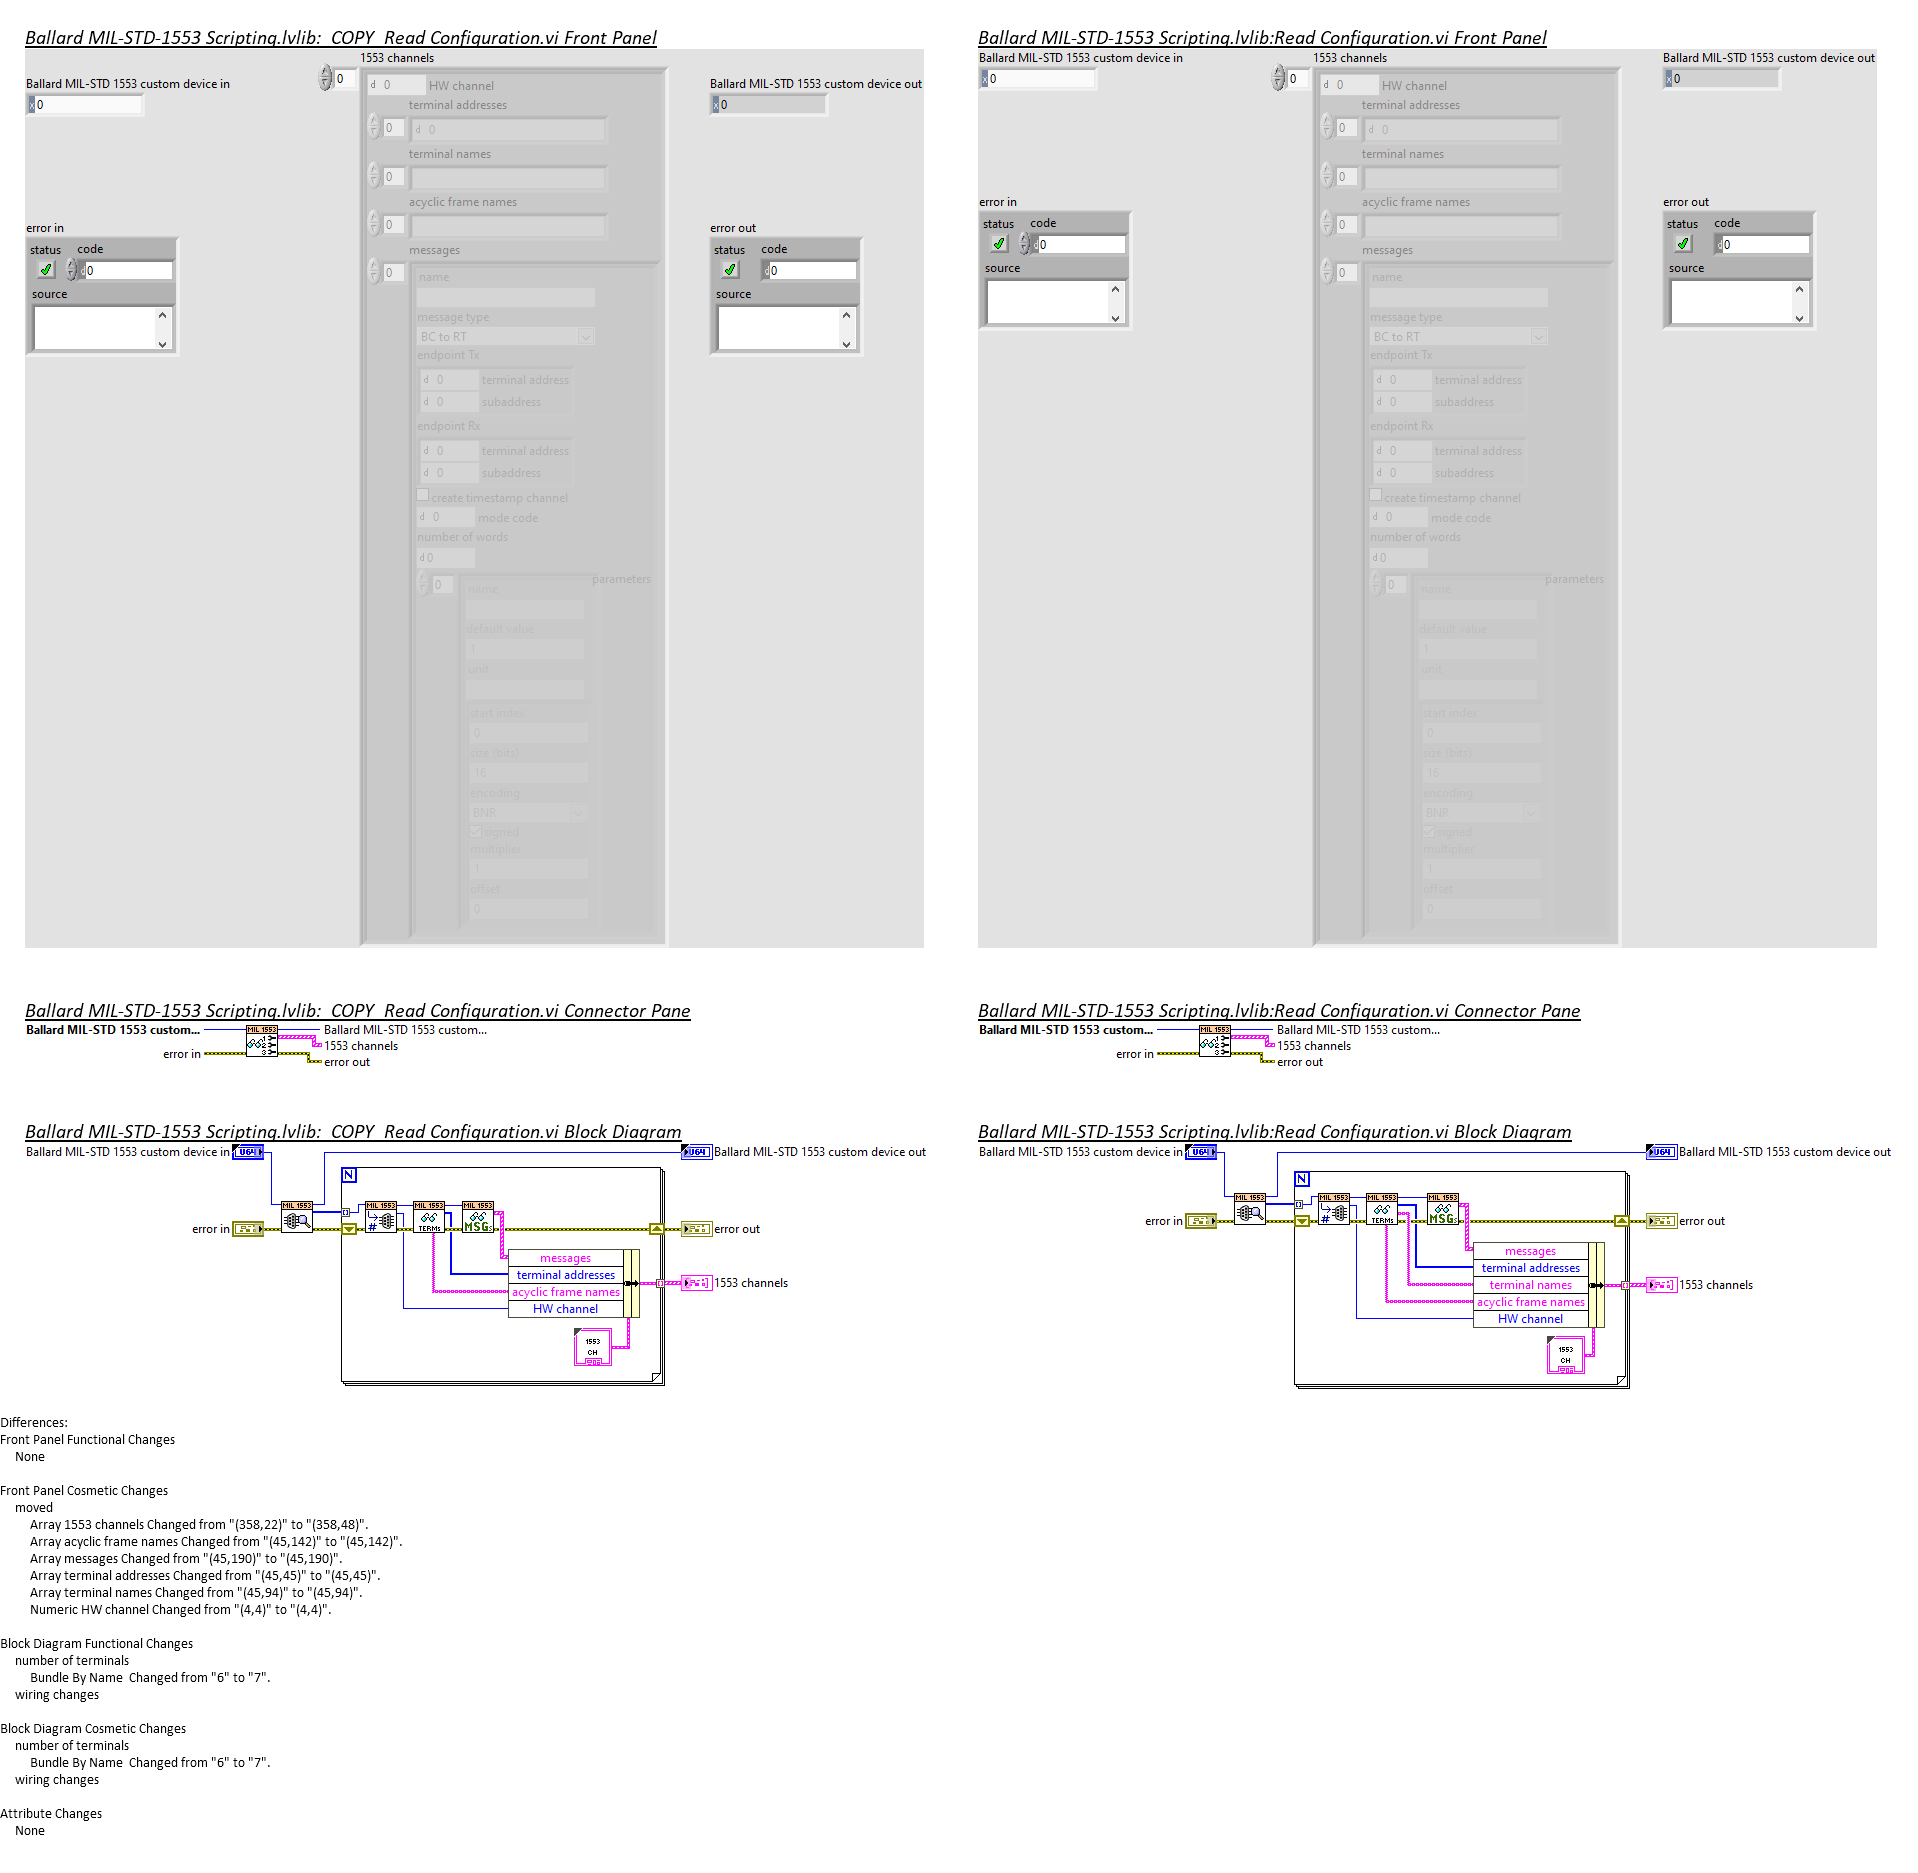 Ballard MIL-STD-1553 Scripting.lvlib:  COPY  Read Configuration.vi Front Panel
1553 channels
Ballard MIL-STD 1553 custom device in
x 0
0
d 0 HW channel
terminal addresses
0 d 0
terminal names
0
acyclic frame names
0
messages
0
name
message type
BC to RT
endpoint Tx
d 0 terminal address
d 0 subaddress
endpoint Rx
d 0 terminal address
d 0 subaddress
create timestamp channel
d 0 mode code
number of words
d 0
0 parameters
name
default value
1
unit
start index
0
size (bits)
16
encoding
BNR
signed
multiplier
1
offset
0
Ballard MIL-STD 1553 custom device out
x 0
error in
status code
d 0
source
error out
status code
d 0
source
Ballard MIL-STD-1553 Scripting.lvlib:Read Configuration.vi Front Panel
Ballard MIL-STD 1553 custom device in
x 0
1553 channels
0
d 0 HW channel
terminal addresses
0 d 0
terminal names
0
acyclic frame names
0
messages
0
name
message type
BC to RT
endpoint Tx
d 0 terminal address
d 0 subaddress
endpoint Rx
d 0 terminal address
d 0 subaddress
create timestamp channel
d 0 mode code
number of words
d 0
0 parameters
name
default value
1
unit
start index
0
size (bits)
16
encoding
BNR
signed
multiplier
1
offset
0
Ballard MIL-STD 1553 custom device out
x 0
error in
status code
d 0
source
error out
status code
d 0
source
Ballard MIL-STD-1553 Scripting.lvlib:  COPY  Read Configuration.vi Connector Pane
Ballard MIL-STD 1553 custom... MIL 1553 Ballard MIL-STD 1553 custom...
1
2
3
1553 channels
error in
error out
Ballard MIL-STD-1553 Scripting.lvlib:Read Configuration.vi Connector Pane
Ballard MIL-STD 1553 custom... MIL 1553 Ballard MIL-STD 1553 custom...
1
2
3
1553 channels
error in
error out
Ballard MIL-STD-1553 Scripting.lvlib:  COPY  Read Configuration.vi Block Diagram
Ballard MIL-STD 1553 custom device in U64 U64 Ballard MIL-STD 1553 custom device out
N
MIL 1553 MIL 1553 MIL 1553 MIL 1553
# TERMs MSGs
error in error out
messages
terminal addresses
1553 channels
acyclic frame names
HW channel
1553
CH
Ballard MIL-STD-1553 Scripting.lvlib:Read Configuration.vi Block Diagram
Ballard MIL-STD 1553 custom device in U64 U64 Ballard MIL-STD 1553 custom device out
N
MIL 1553 MIL 1553 MIL 1553 MIL 1553
# TERMs MSGs
error in error out
messages
terminal addresses
terminal names
1553 channels
acyclic frame names
HW channel
1553
CH
Differences:
Front Panel Functional Changes
None
Front Panel Cosmetic Changes
moved
Array 1553 channels Changed from "(358,22)" to "(358,48)".
Array acyclic frame names Changed from "(45,142)" to "(45,142)".
Array messages Changed from "(45,190)" to "(45,190)".
Array terminal addresses Changed from "(45,45)" to "(45,45)".
Array terminal names Changed from "(45,94)" to "(45,94)".
Numeric HW channel Changed from "(4,4)" to "(4,4)".
Block Diagram Functional Changes
number of terminals
Bundle By Name  Changed from "6" to "7".
wiring changes
Block Diagram Cosmetic Changes
number of terminals
Bundle By Name  Changed from "6" to "7".
wiring changes
Attribute Changes
None